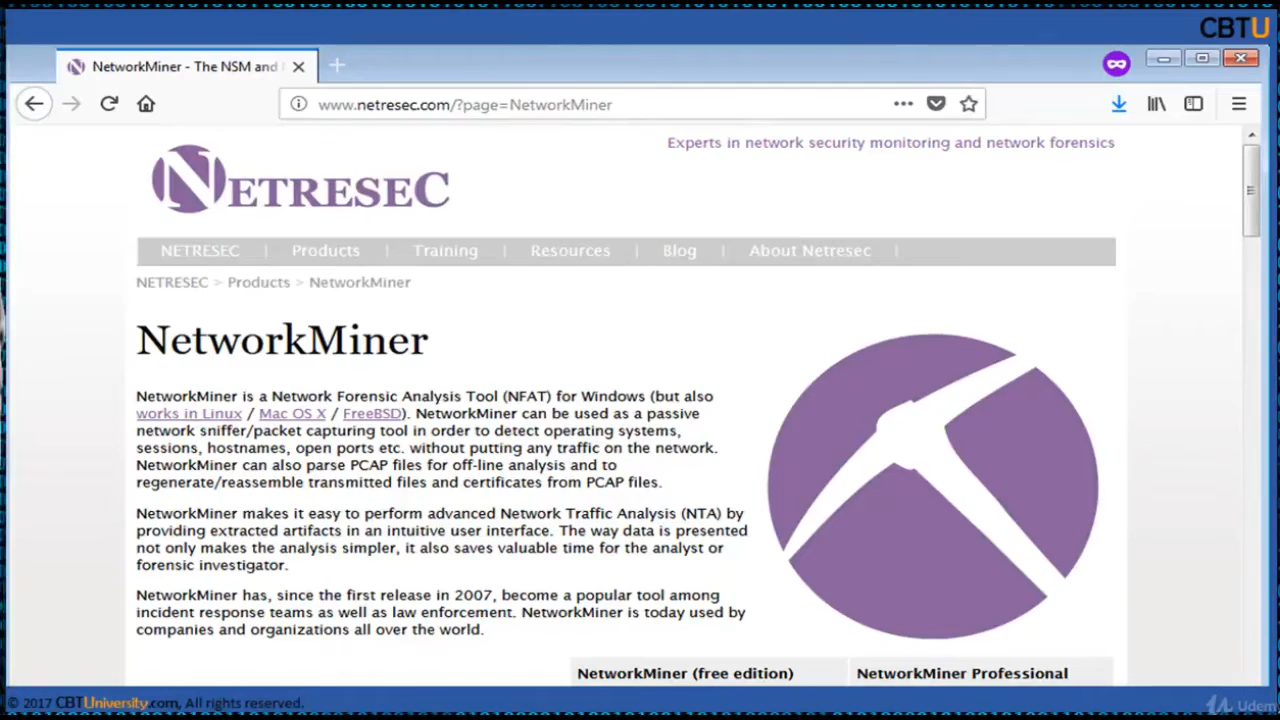 CBTU
NetworkMiner - The NSM and
www.netresec.com/?page=NetworkMiner
Experts in network security monitoring and network forensics
NETRESEC
NETRESEC | Products | Training | Resources | Blog | About Netresec |
NETRESEC > Products > NetworkMiner
NetworkMiner
NetworkMiner is a Network Forensic Analysis Tool (NFAT) for Windows (but also
works in Linux / Mac OS X / FreeBSD). NetworkMiner can be used as a passive
network sniffer/packet capturing tool in order to detect operating systems,
sessions, hostnames, open ports etc. without putting any traffic on the network.
NetworkMiner can also parse PCAP files for off-line analysis and to
regenerate/reassemble transmitted files and certificates from PCAP files.
NetworkMiner makes it easy to perform advanced Network Traffic Analysis (NTA) by
providing extracted artifacts in an intuitive user interface. The way data is presented
not only makes the analysis simpler, it also saves valuable time for the analyst or
forensic investigator.
NetworkMiner has, since the first release in 2007, become a popular tool among
incident response teams as well as law enforcement. NetworkMiner is today used by
companies and organizations all over the world.
NetworkMiner (free edition) NetworkMiner Professional
© 2017 CBTUniversity.com, All rights reserved.
Udemy